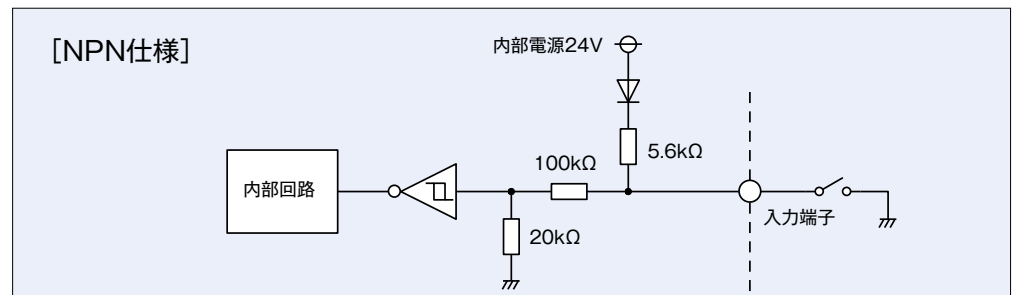 [NPN仕様]
内部電源24V
5.6kΩ
100kΩ
内部回路
入力端子
20kΩ